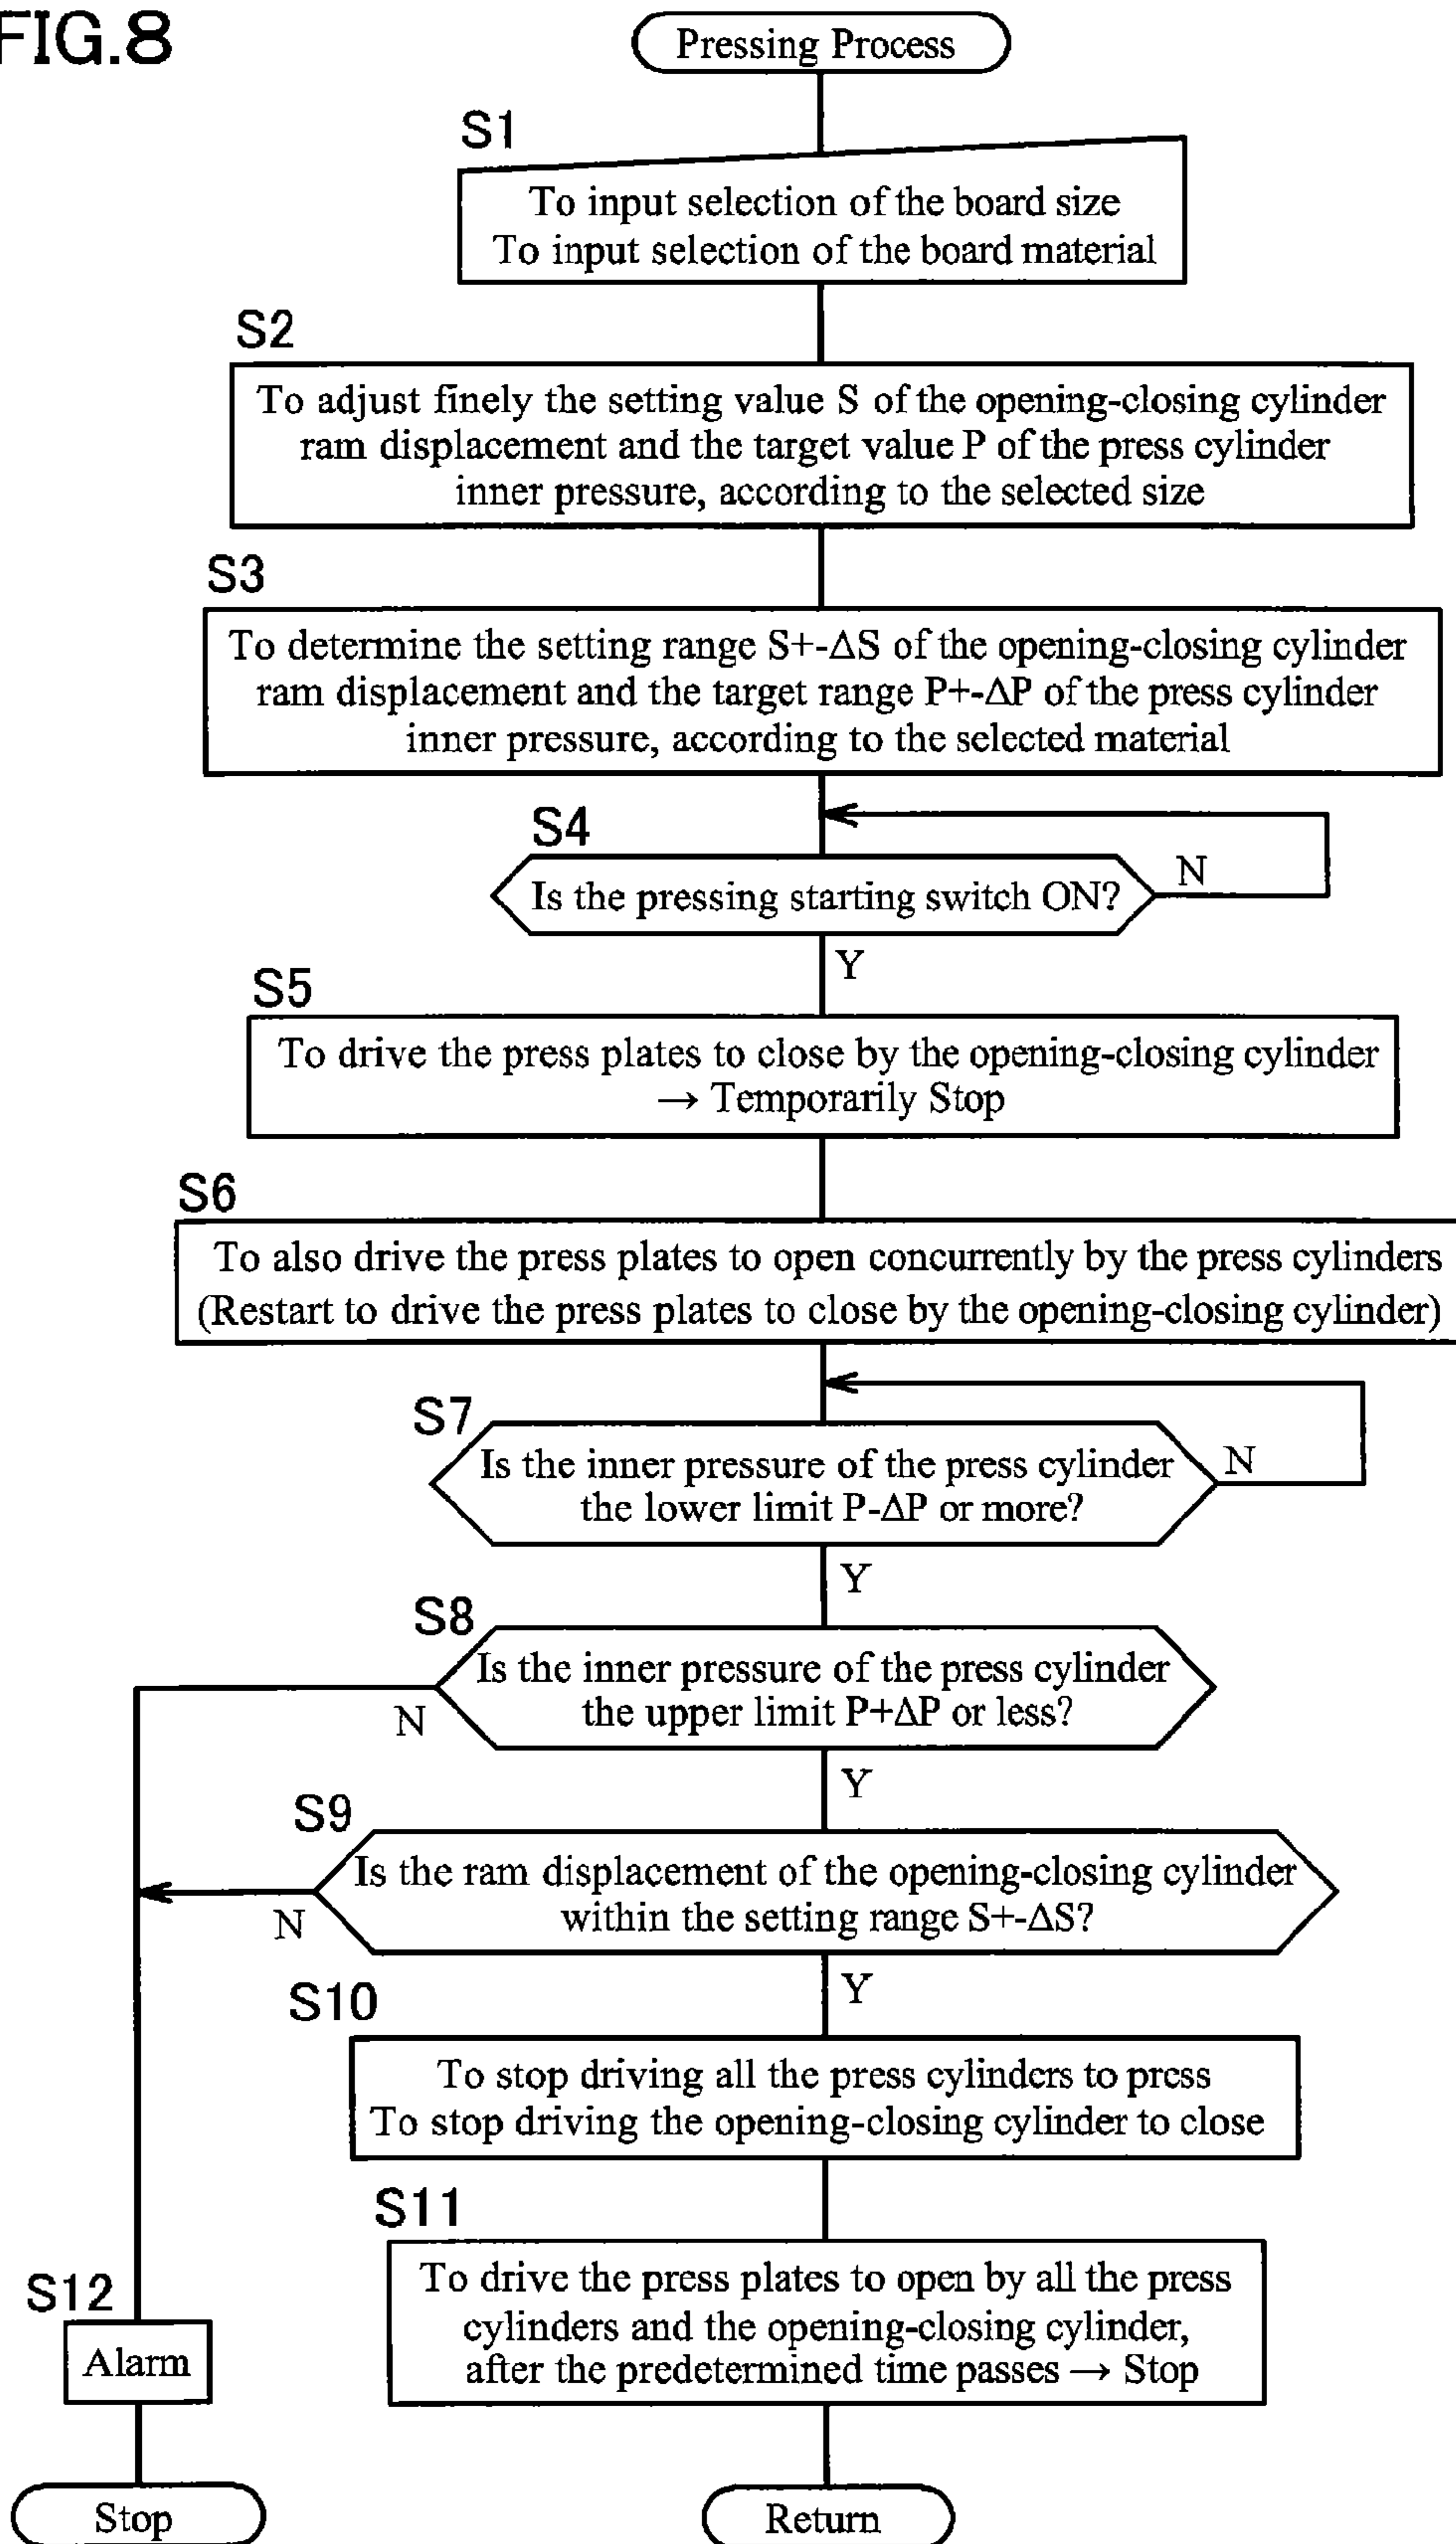 FIG.8
Pressing Process
S1
To input selection of the board size
To input selection of the board material
S2
To adjust finely the setting value S of the opening-closing cylinder
ram displacement and the target value P of the press cylinder
inner pressure, according to the selected size
S3
To determine the setting range S+-ΔS of the opening-closing cylinder
ram displacement and the target range P+-ΔP of the press cylinder
inner pressure, according to the selected material
S4
Is the pressing starting switch ON?
N
Y
S5
To drive the press plates to close by the opening-closing cylinder
→ Temporarily Stop
S6
To also drive the press plates to open concurrently by the press cylinders
(Restart to drive the press plates to close by the opening-closing cylinder)
S7
Is the inner pressure of the press cylinder
the lower limit P-ΔP or more?
N
Y
S8
Is the inner pressure of the press cylinder
the upper limit P+ΔP or less?
N
Y
S9
Is the ram displacement of the opening-closing cylinder
within the setting range S+-ΔS?
N
Y
S10
To stop driving all the press cylinders to press
To stop driving the opening-closing cylinder to close
S11
To drive the press plates to open by all the press
cylinders and the opening-closing cylinder,
after the predetermined time passes → Stop
S12
Alarm
Stop
Return